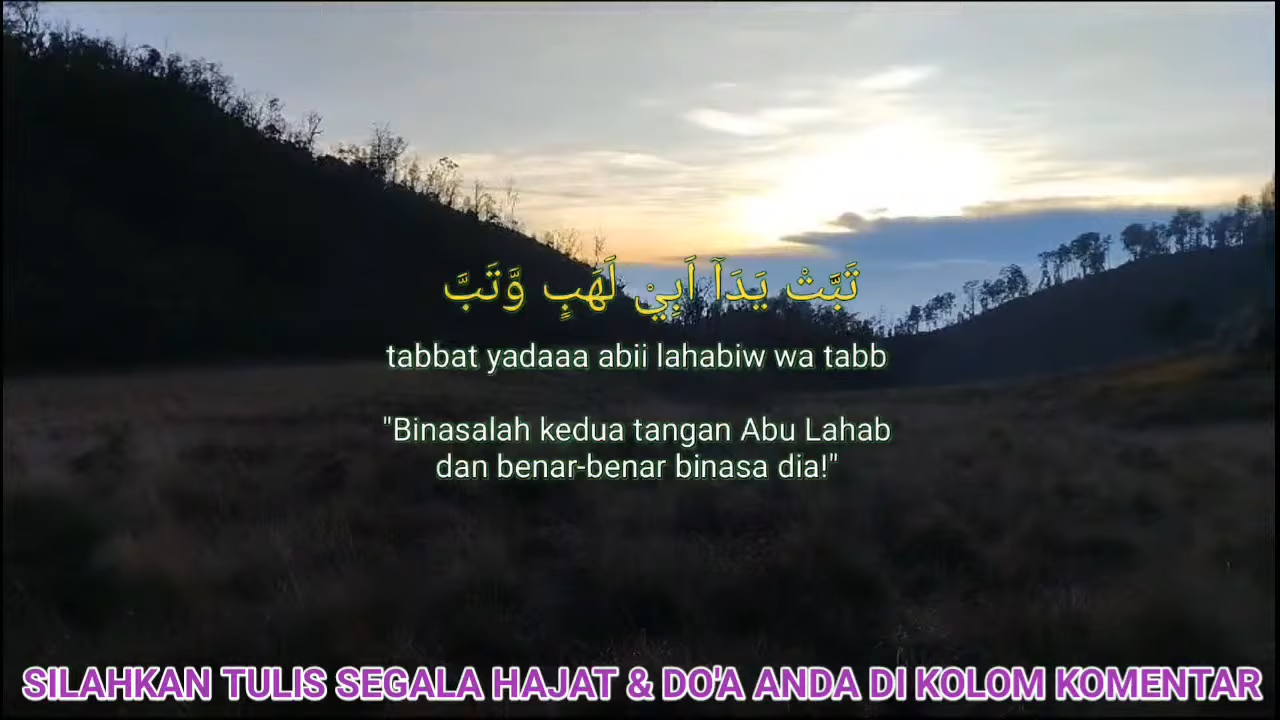 تَبَّتْ يَدَآ اَبِيْ لَهَبٍ وَّتَبَّ
tabbat yadaaa abii lahabiw wa tabb
"Binasalah kedua tangan Abu Lahab
dan benar-benar binasa dia!"
SILAHKAN TULIS SEGALA HAJAT & DO'A ANDA DI KOLOM KOMENTAR